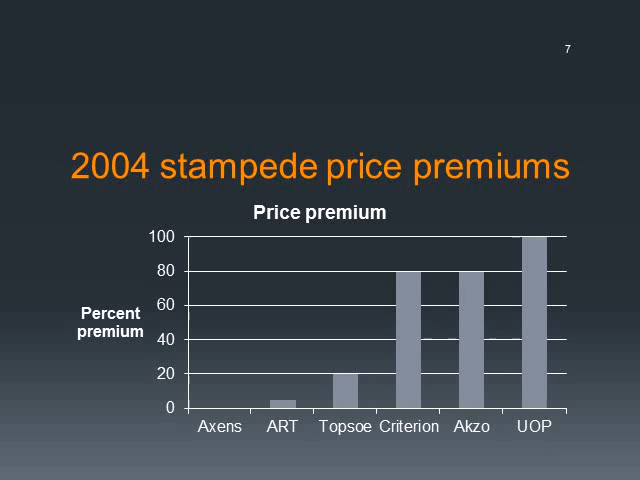 7
2004 stampede price premiums
Price premium
100
80
Percent
premium
60
40
20
0
Axens ART Topsoe Criterion Akzo UOP